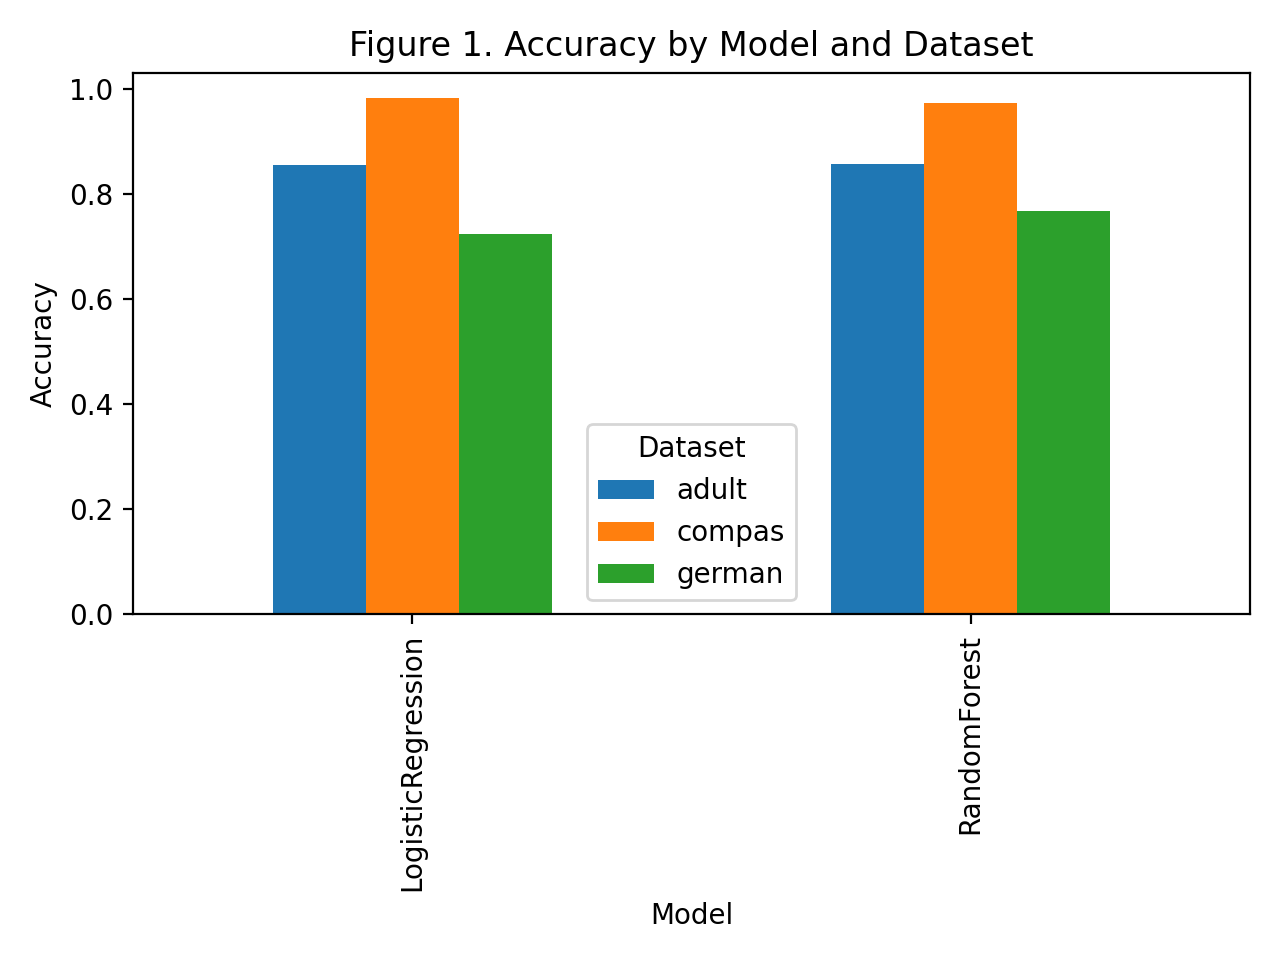 Figure 1. Accuracy by Model and Dataset
1.0
0.8
0.6
0.4
0.2
0.0
Accuracy
Dataset
adult
compas
german
LogisticRegression
RandomForest
Model